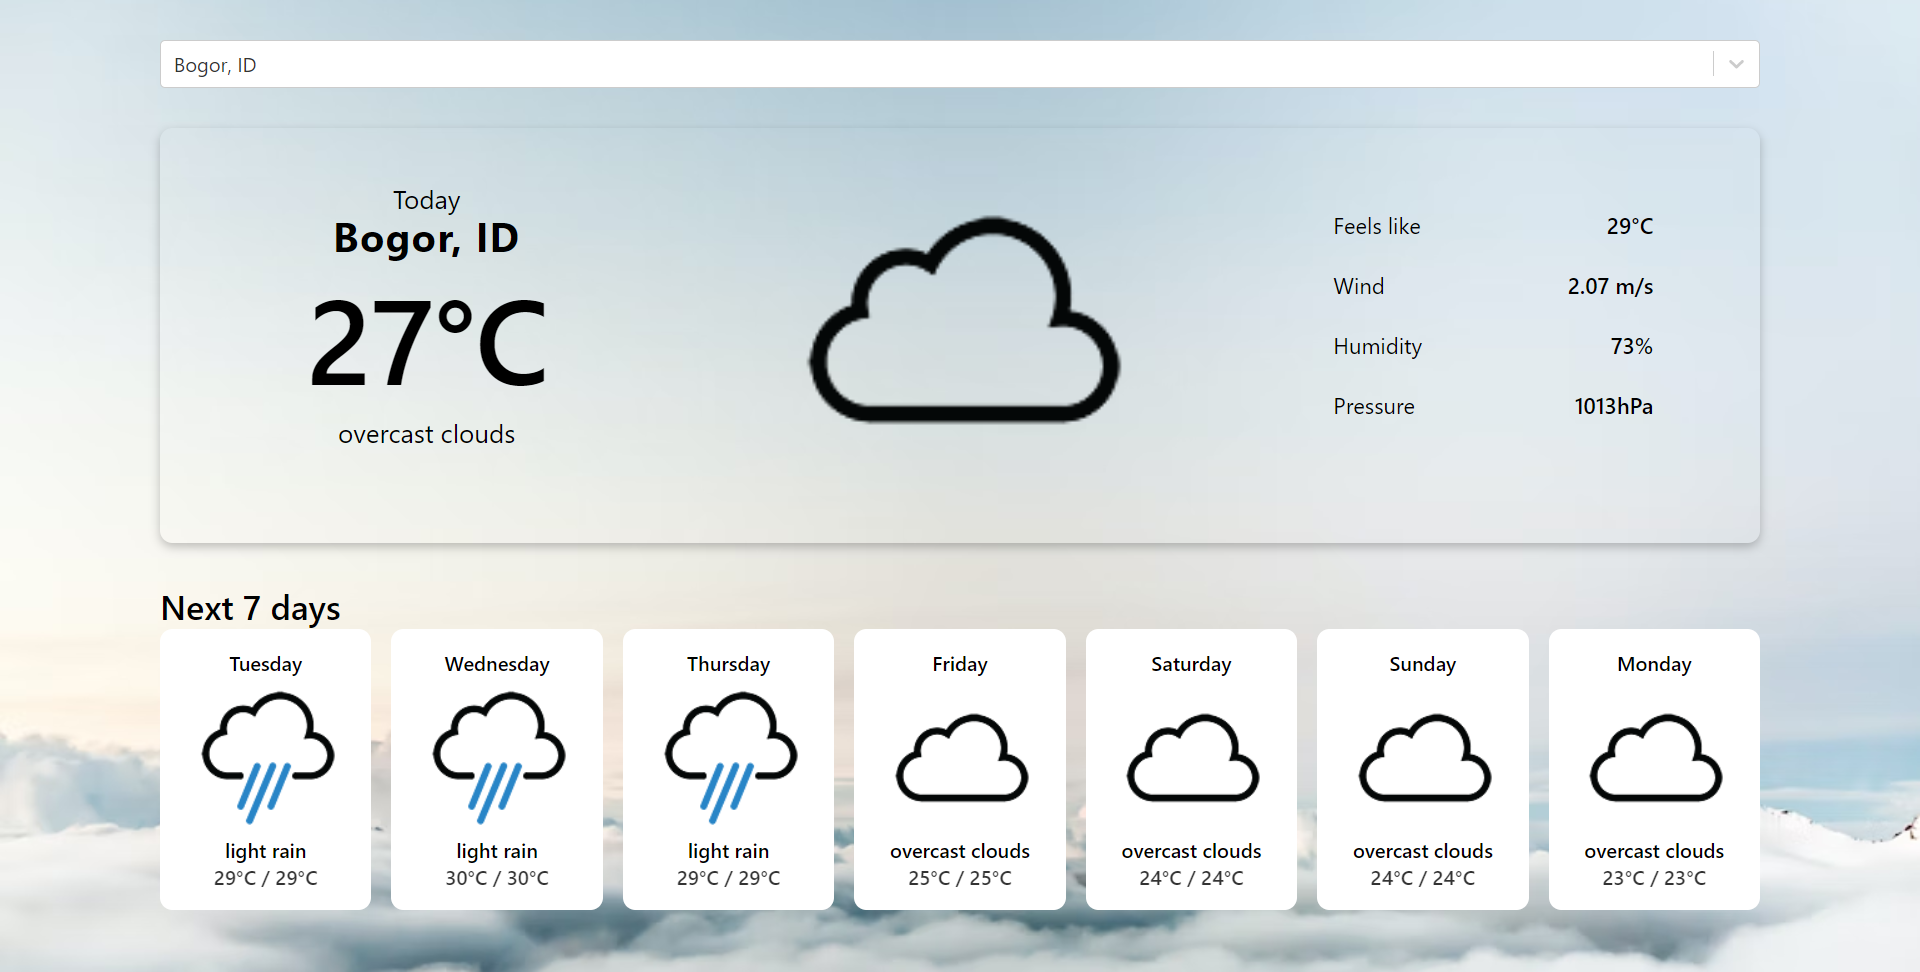 Bogor, ID
Today
Bogor, ID
27°C
overcast clouds
Feels like 29°C
Wind 2.07 m/s
Humidity 73%
Pressure 1013hPa
Next 7 days
Tuesday
light rain
29°C / 29°C
Wednesday
light rain
30°C / 30°C
Thursday
light rain
29°C / 29°C
Friday
overcast clouds
25°C / 25°C
Saturday
overcast clouds
24°C / 24°C
Sunday
overcast clouds
24°C / 24°C
Monday
overcast clouds
23°C / 23°C